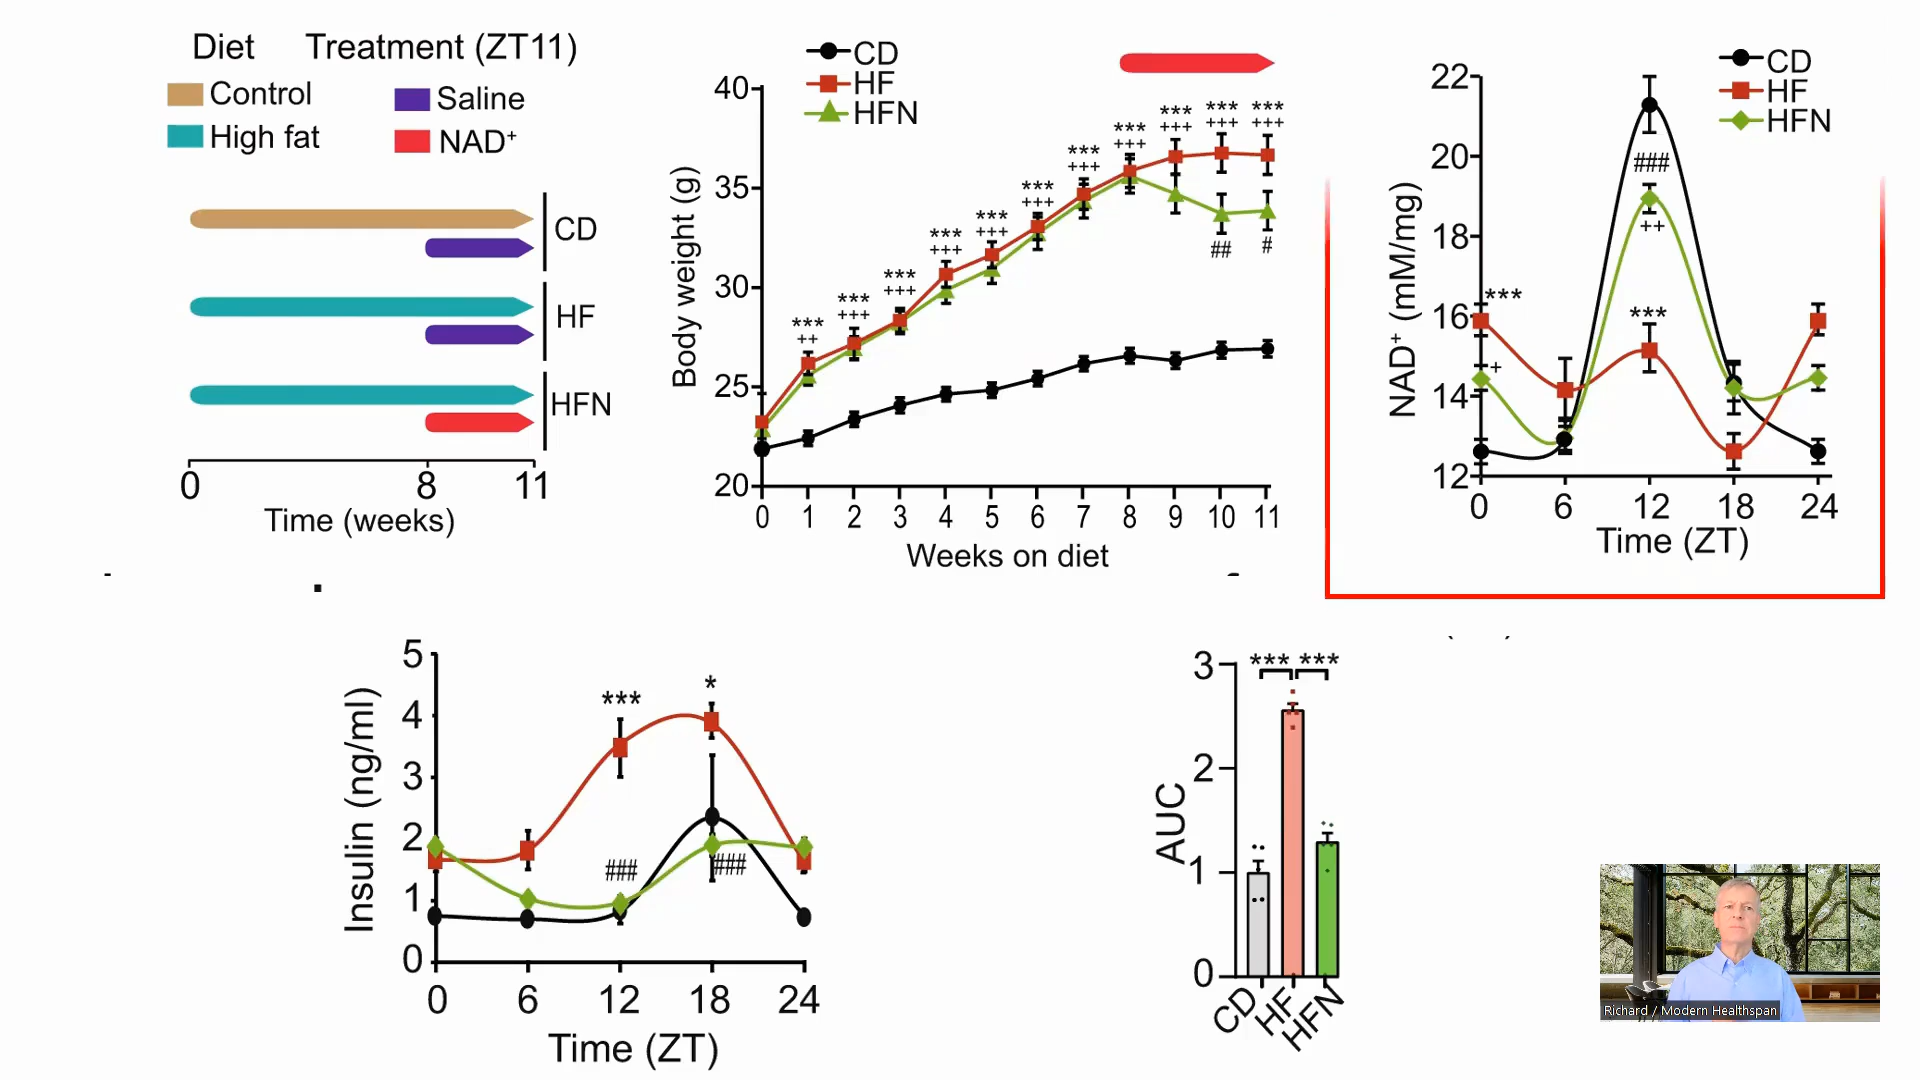 Diet Treatment (ZT11)
Control
Saline
High fat
NAD+
CD
HF
HFN
0 8 11
Time (weeks)
CD
HF
HFN
40
35
30
25
20
Body weight (g)
***
++
***
+++
***
+++
***
+++
***
+++
***
+++
***
+++
***
+++
***
+++
***
+++
***
+++
##
#
0 1 2 3 4 5 6 7 8 9 10 11
Weeks on diet
CD
HF
HFN
22
20
18
16
14
12
NAD+ (mM/mg)
***
+
###
++
***
0 6 12 18 24
Time (ZT)
5
4
3
2
1
0
Insulin (ng/ml)
***
*
###
###
0 6 12 18 24
Time (ZT)
3
2
1
0
AUC
*** ***
CD
HF
HFN
Richard / Modern Healthspan